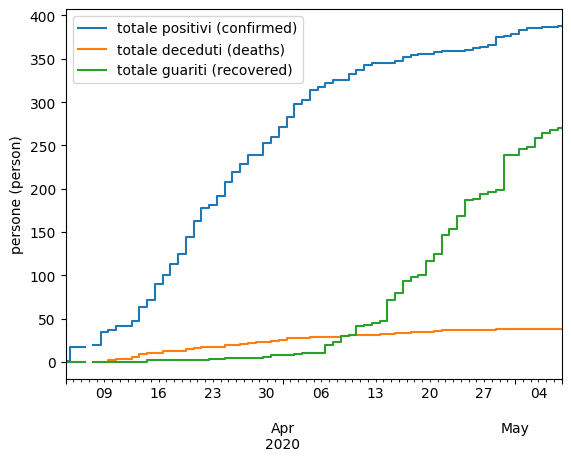 totale positivi (confirmed)
totale deceduti (deaths)
totale guariti (recovered)
persone (person)
400
350
300
250
200
150
100
50
0
09 16 23 30 06 13 20 27 04
Apr May
2020